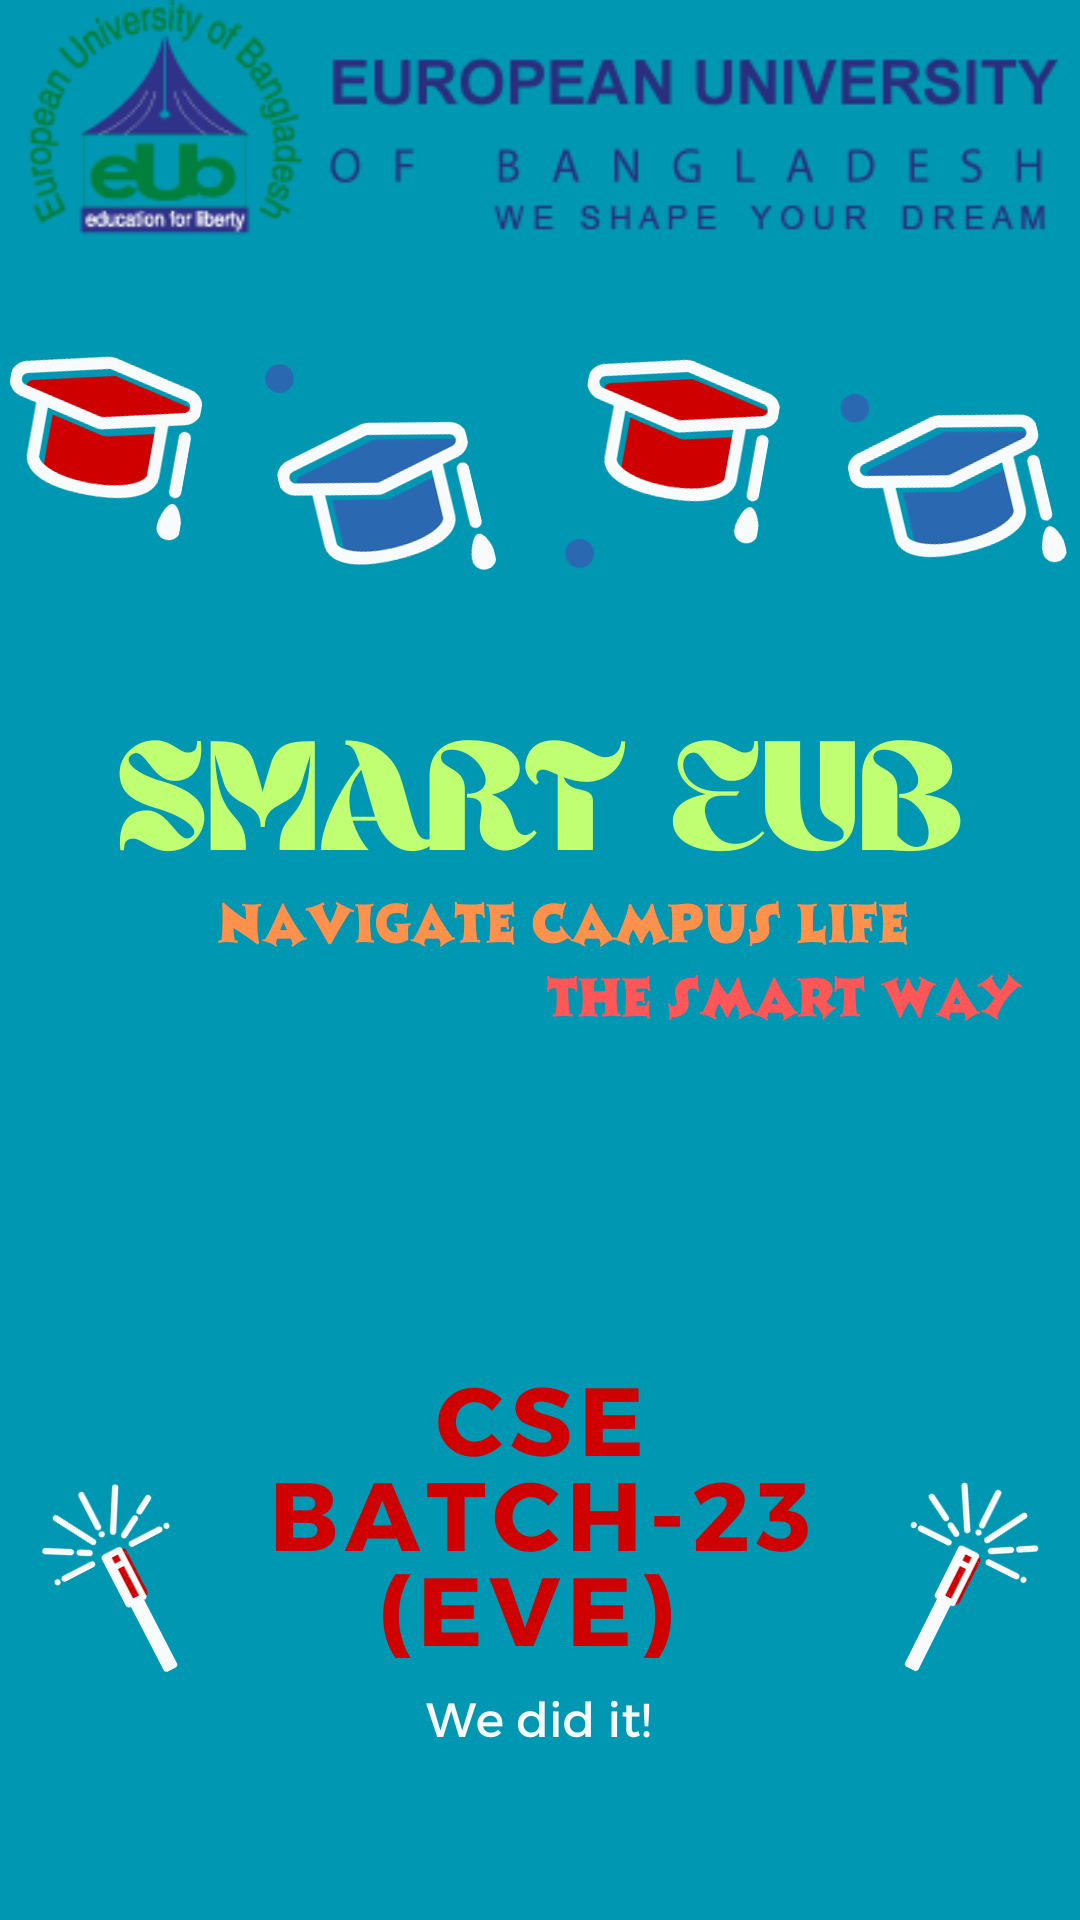 European University of Bangladesh
eUb
education for liberty
EUROPEAN UNIVERSITY
OF BANGLADESH
WE SHAPE YOUR DREAM
SMART EUB
NAVIGATE CAMPUS LIFE
THE SMART WAY
CSE
BATCH-23
(EVE)
We did it!